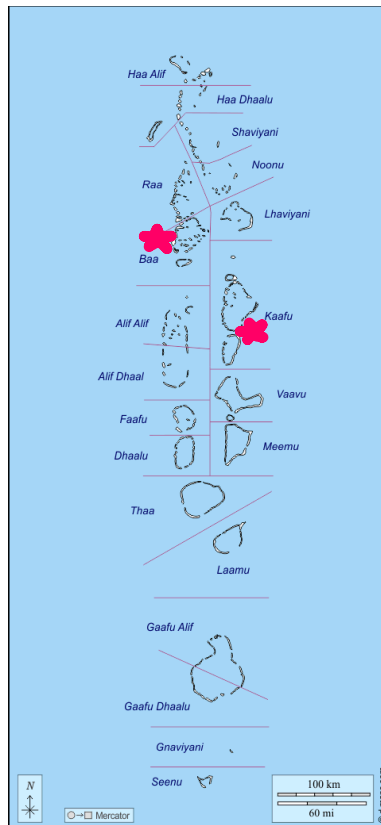 Haa Alif
Haa Dhaalu
Shaviyani
Noonu
Raa
Lhaviyani
Baa
Kaafu
Alif Alif
Alif Dhaal
Vaavu
Faafu
Meemu
Dhaalu
Thaa
Laamu
Gaafu Alif
Gaafu Dhaalu
Gnaviyani
Seenu
N
Mercator
100 km
60 mi